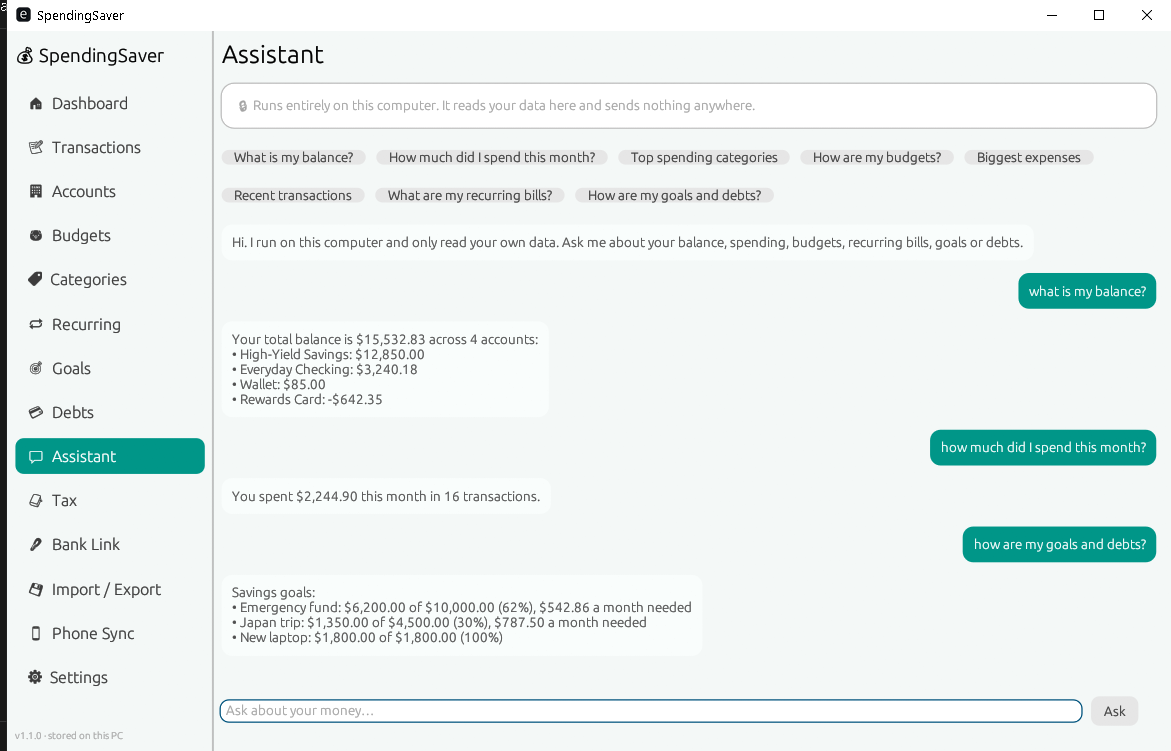 SpendingSaver
SpendingSaver
Dashboard
Transactions
Accounts
Budgets
Categories
Recurring
Goals
Debts
Assistant
Tax
Bank Link
Import / Export
Phone Sync
Settings
v1.1.0 · stored on this PC
Assistant
Runs entirely on this computer. It reads your data here and sends nothing anywhere.
What is my balance? How much did I spend this month? Top spending categories How are my budgets? Biggest expenses
Recent transactions What are my recurring bills? How are my goals and debts?
Hi. I run on this computer and only read your own data. Ask me about your balance, spending, budgets, recurring bills, goals or debts.
what is my balance?
Your total balance is $15,532.83 across 4 accounts:
• High-Yield Savings: $12,850.00
• Everyday Checking: $3,240.18
• Wallet: $85.00
• Rewards Card: -$642.35
how much did I spend this month?
You spent $2,244.90 this month in 16 transactions.
how are my goals and debts?
Savings goals:
• Emergency fund: $6,200.00 of $10,000.00 (62%), $542.86 a month needed
• Japan trip: $1,350.00 of $4,500.00 (30%), $787.50 a month needed
• New laptop: $1,800.00 of $1,800.00 (100%)
Ask about your money...
Ask